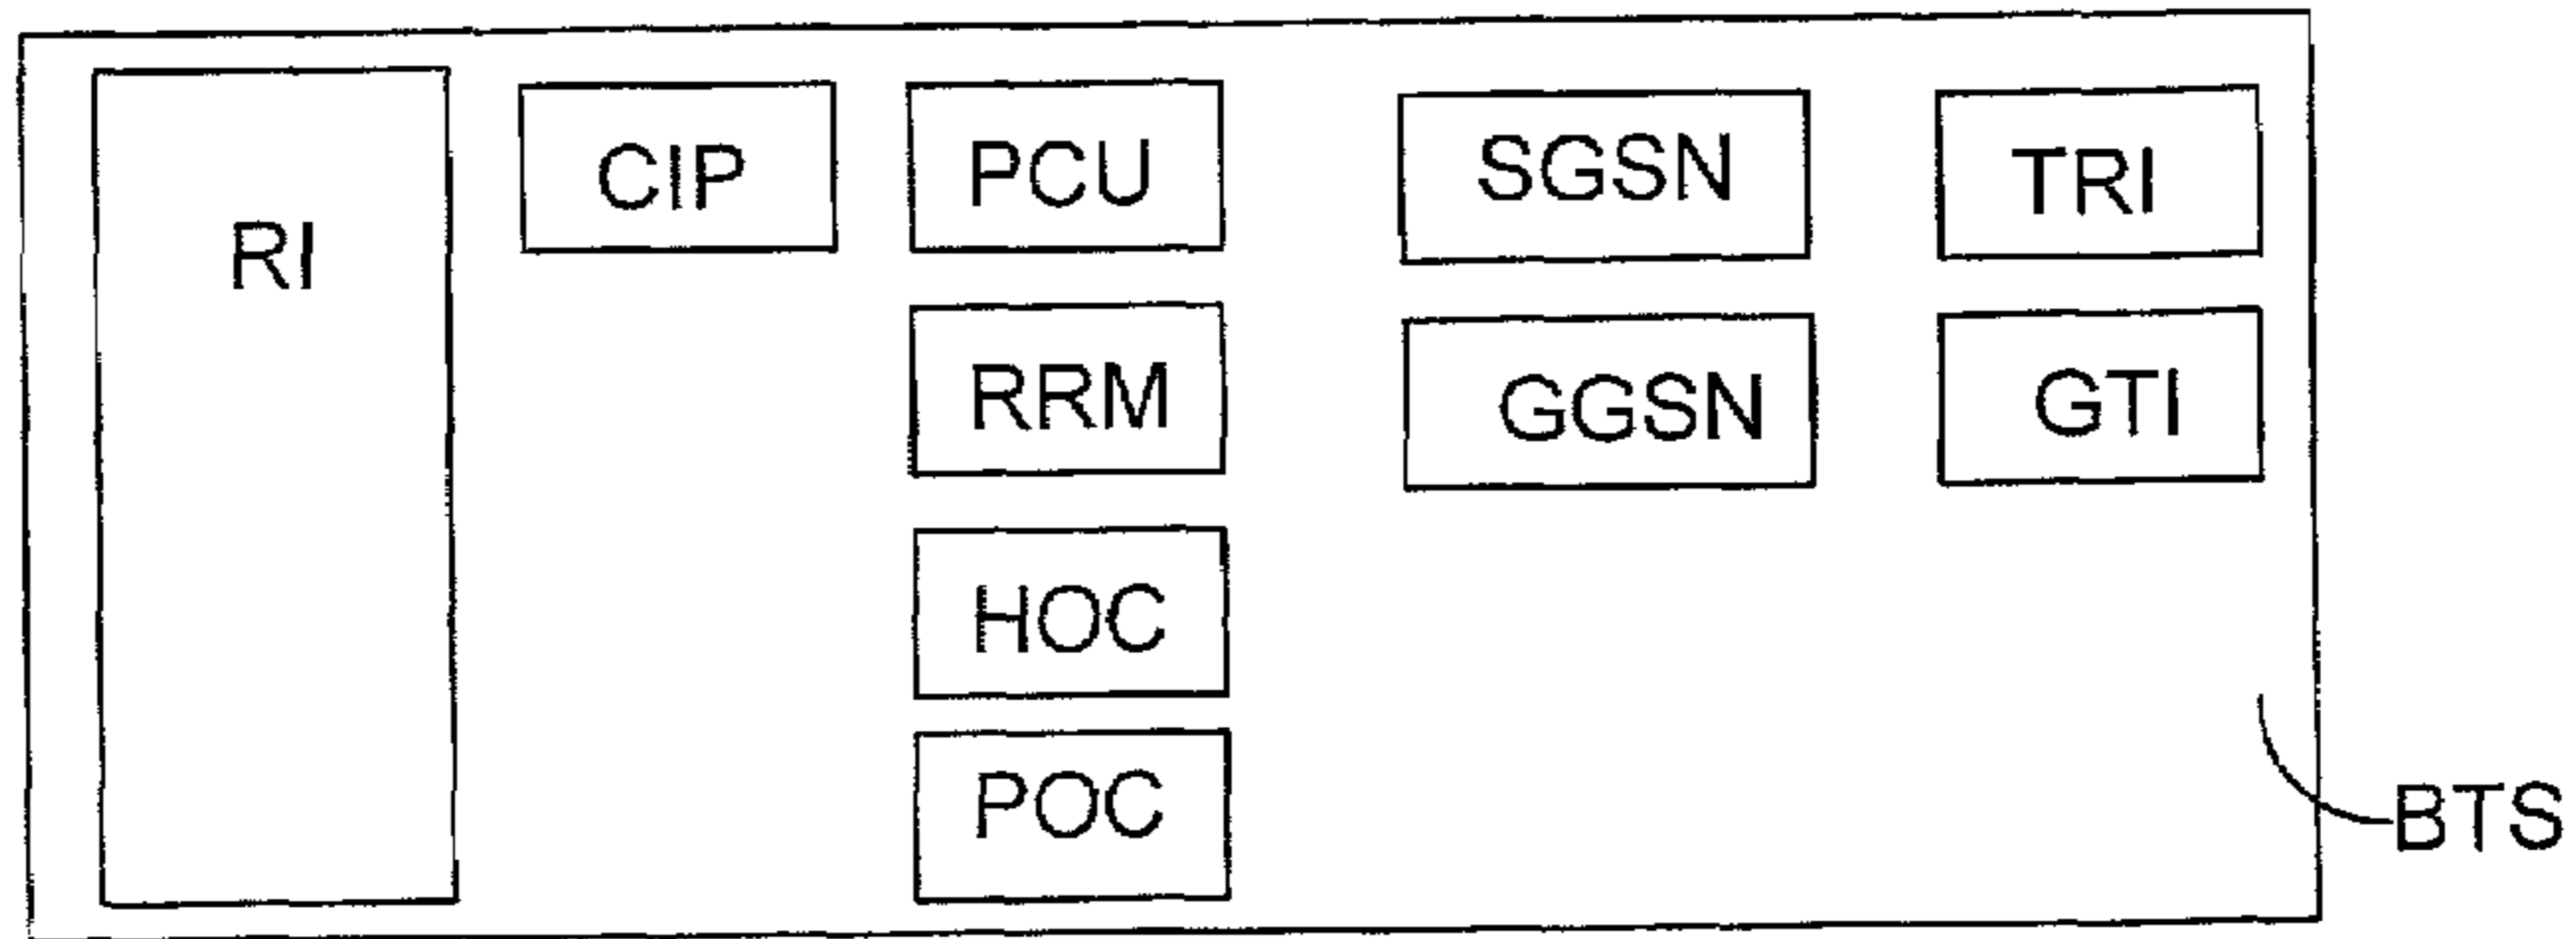 RI
CIP
PCU
SGSN
TRI
RRM
GGSN
GTI
HOC
POC
BTS